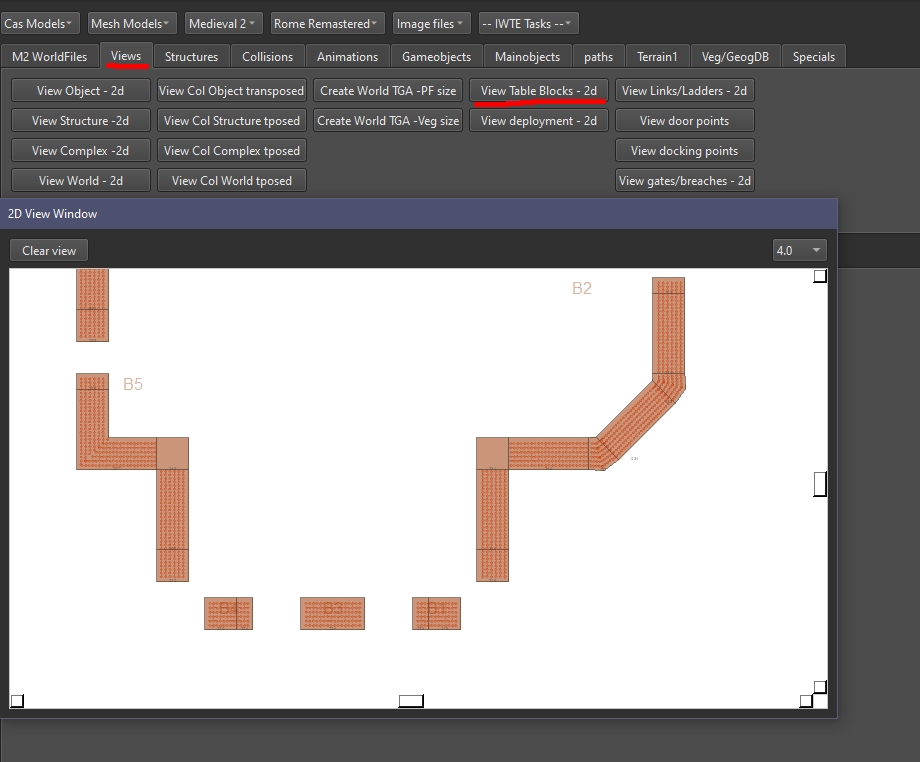 Cas Models Mesh Models Medieval 2 Rome Remastered Image files -- IWTE Tasks --
M2 WorldFiles Views Structures Collisions Animations Gameobjects Mainobjects paths Terrain1 Veg/GeogDB Specials
View Object - 2d View Col Object transposed Create World TGA -PF size View Table Blocks - 2d View Links/Ladders - 2d
View Structure -2d View Col Structure tposed Create World TGA -Veg size View deployment - 2d View door points
View Complex -2d View Col Complex tposed View docking points
View World - 2d View Col World tposed View gates/breaches - 2d
2D View Window
Clear view 4.0
B2
B5
B3